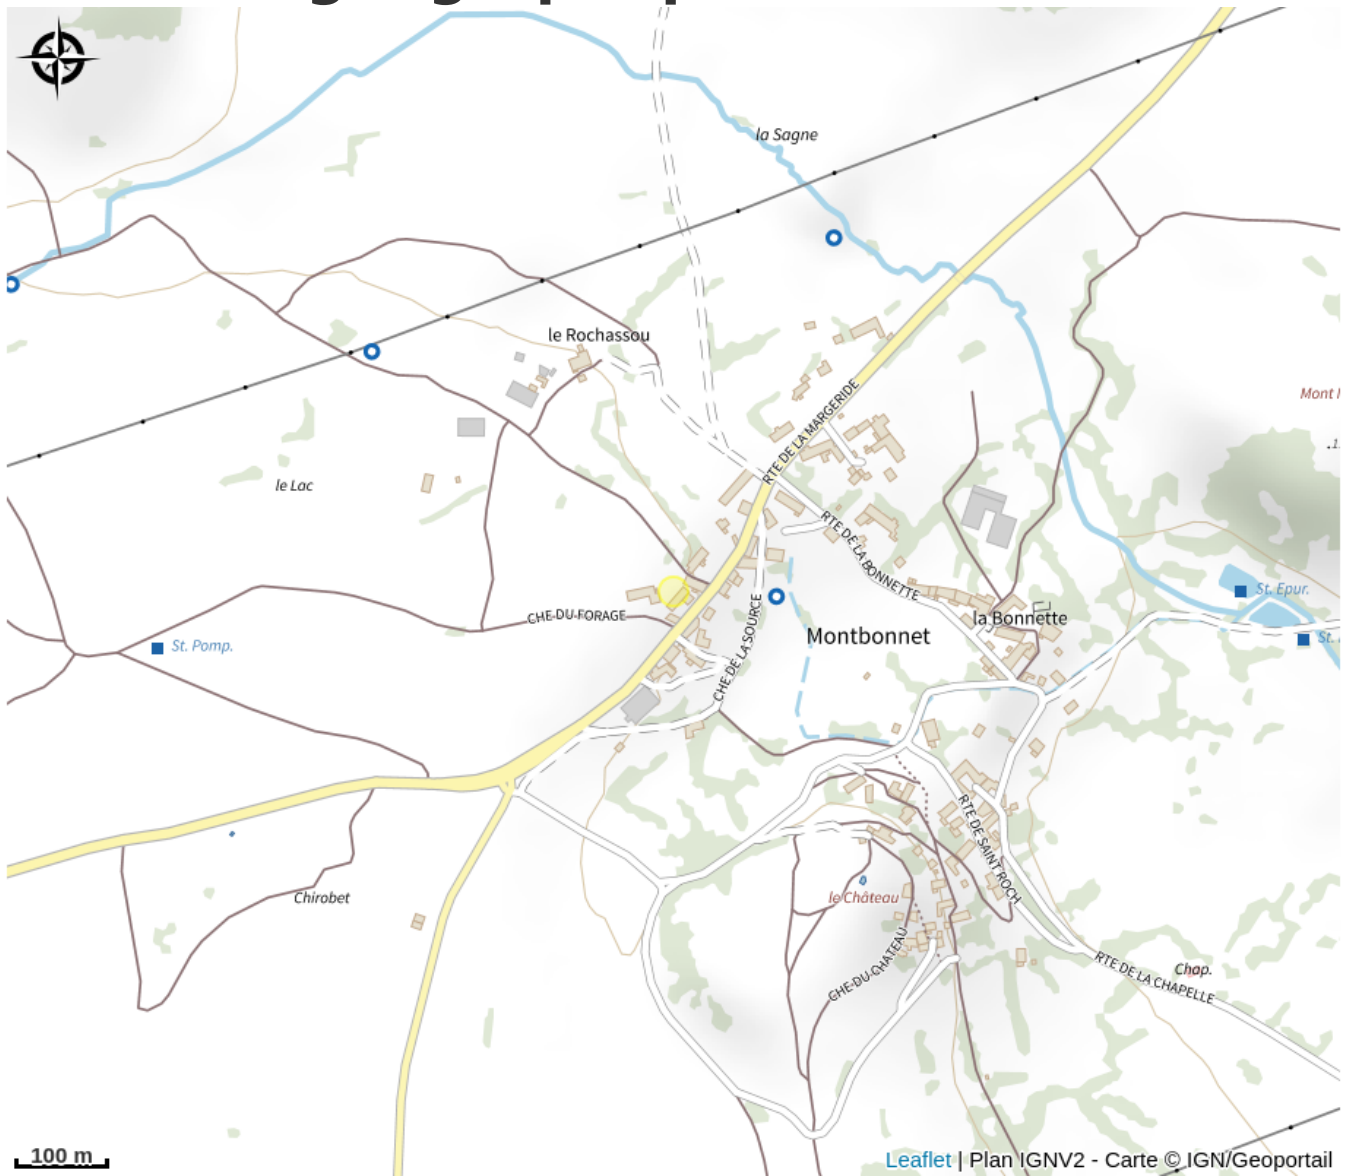 la Sagne
le Rochassou
Mont
RTE DE LA MARGERIDE
le Lac
RTE DE LA BONNETTE
St. Epur.
CHE DU FORAGE
la Bonnette
Montbonnet
St.
St. Pomp.
CHE DE LA SOURCE
RTE DE SAINT ROCH
Chirobet
le Château
CHE DU CHATEAU
Chap.
RTE DE LA CHAPELLE
100 m
Leaflet | Plan IGNV2 - Carte © IGN/Geoportail